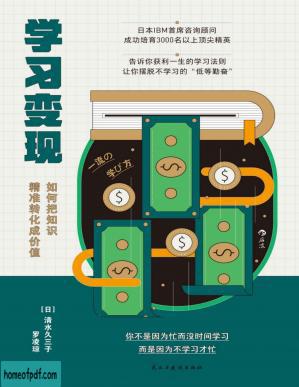 学习变现
日本IBM首席咨询顾问
成功培育3000名以上顶尖精英
告诉你获利一生的学习法则
让你摆脱不学习的“低等勤奋”
一流の
学び方
如何把知识
精准转化成价值
[日] 清水久三子
罗凌琼
你不是因为忙而没时间学习
而是因为不学习才忙
homeofpdf.com